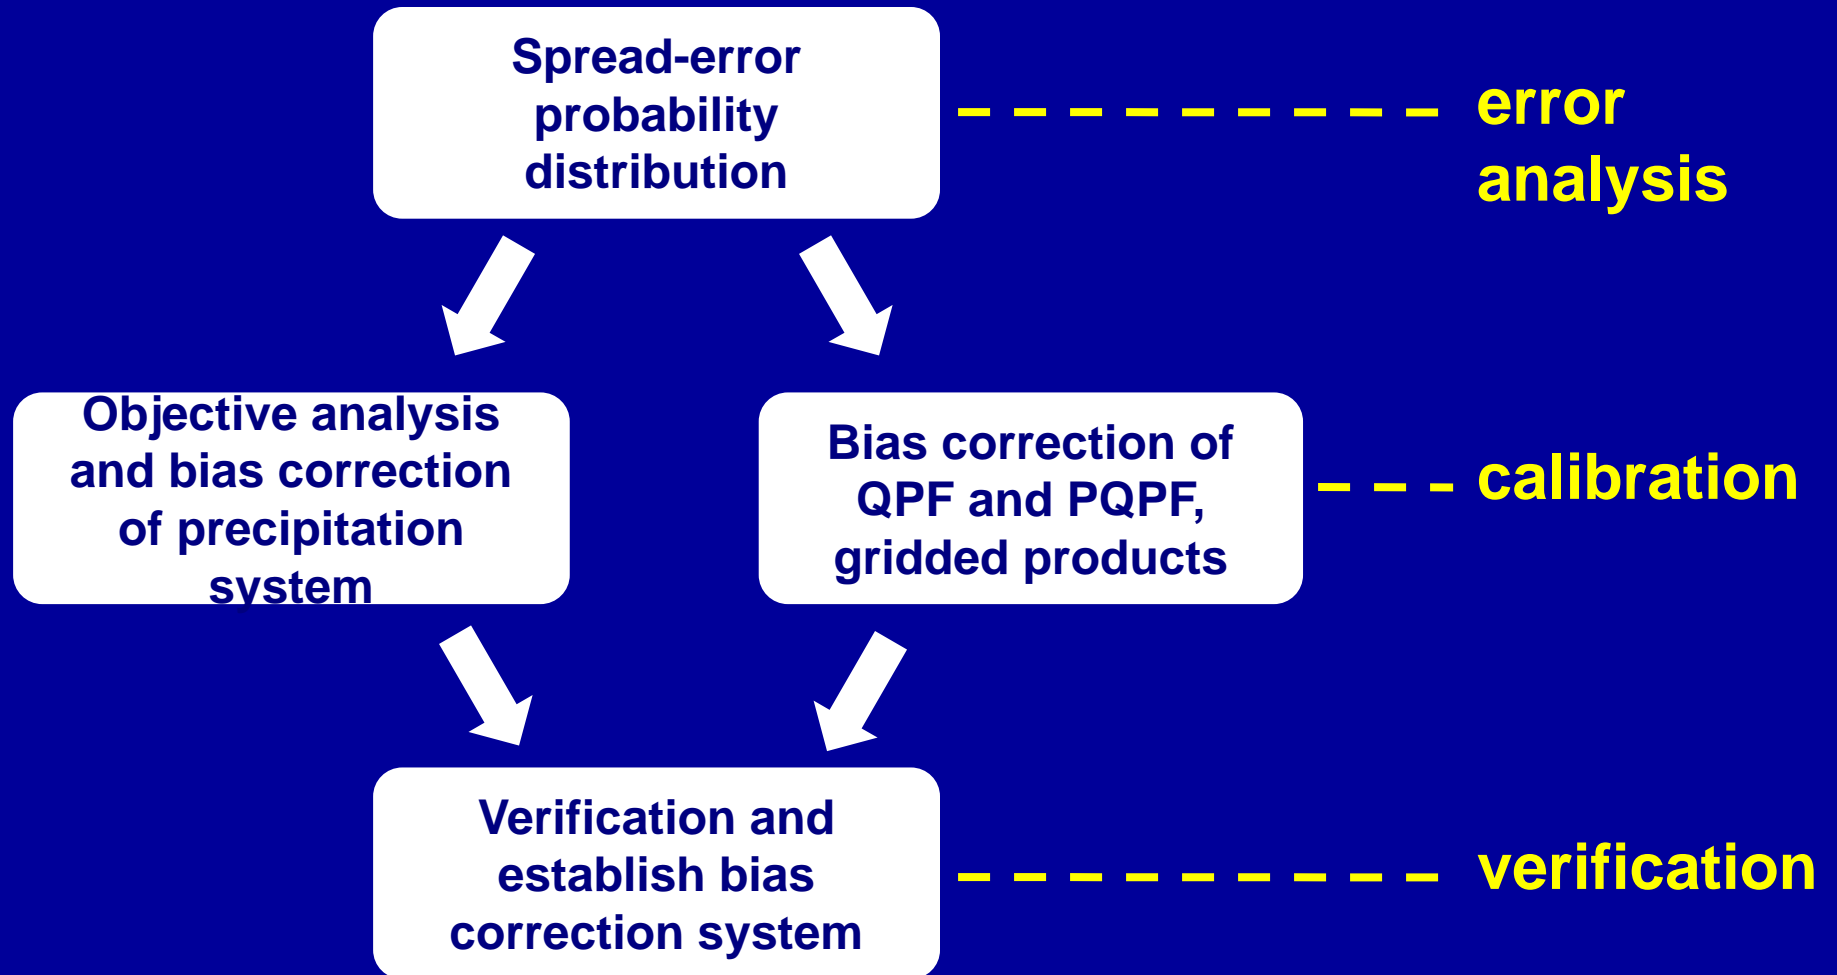 Spread-error
probability
distribution
error
analysis
Objective analysis
and bias correction
of precipitation
system
Bias correction of
QPF and PQPF,
gridded products
calibration
Verification and
establish bias
correction system
verification